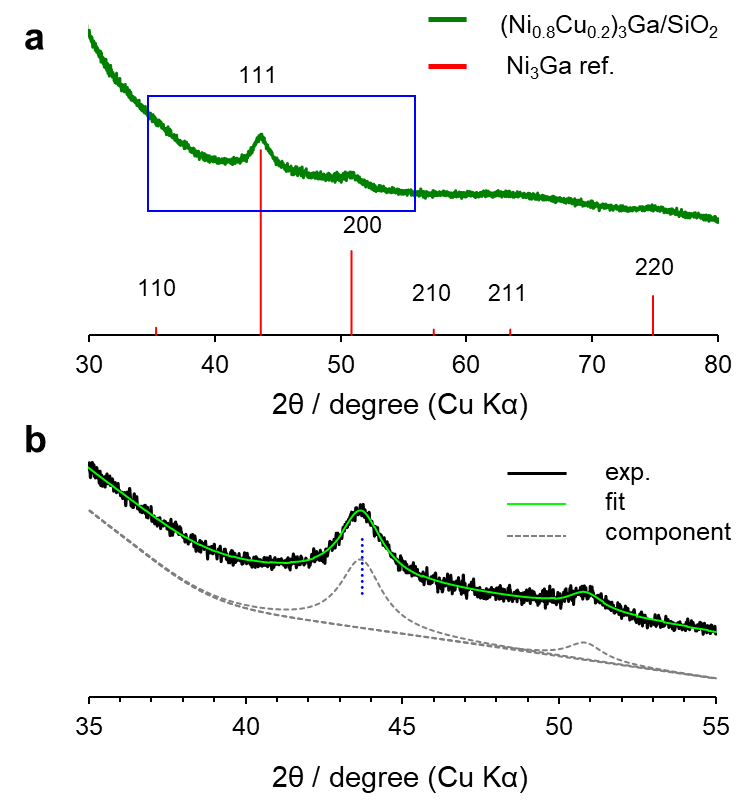 a
(Ni0.8Cu0.2)3Ga/SiO2
Ni3Ga ref.
111
200
110
210
211
220
30 40 50 60 70 80
2θ / degree (Cu Kα)
b
exp.
fit
component
35 40 45 50 55
2θ / degree (Cu Kα)